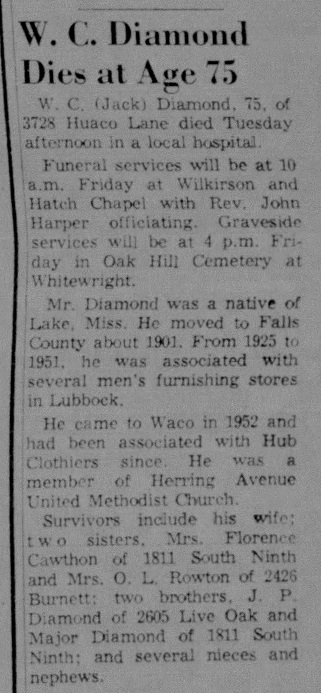 W. C. Diamond
Dies at Age 75
W. C. (Jack) Diamond, 75, of
3728 Huaco Lane died Tuesday
afternoon in a local hospital.
Funeral services will be at 10
a.m. Friday at Wilkirson and
Hatch Chapel with Rev. John
Harper officiating. Graveside
services will be at 4 p.m. Fri-
day in Oak Hill Cemetery at
Whitewright.
Mr. Diamond was a native of
Lake, Miss. He moved to Falls
County about 1901. From 1925 to
1951, he was associated with
several men's furnishing stores
in Lubbock.
He came to Waco in 1952 and
had been associated with Hub
Clothiers since. He was a
member of Herring Avenue
United Methodist Church.
Survivors include his wife;
two sisters, Mrs. Florence
Cawthon of 1811 South Ninth
and Mrs. O. L. Rowton of 2426
Burnett; two brothers, J. P.
Diamond of 2605 Live Oak and
Major Diamond of 1811 South
Ninth; and several nieces and
nephews.